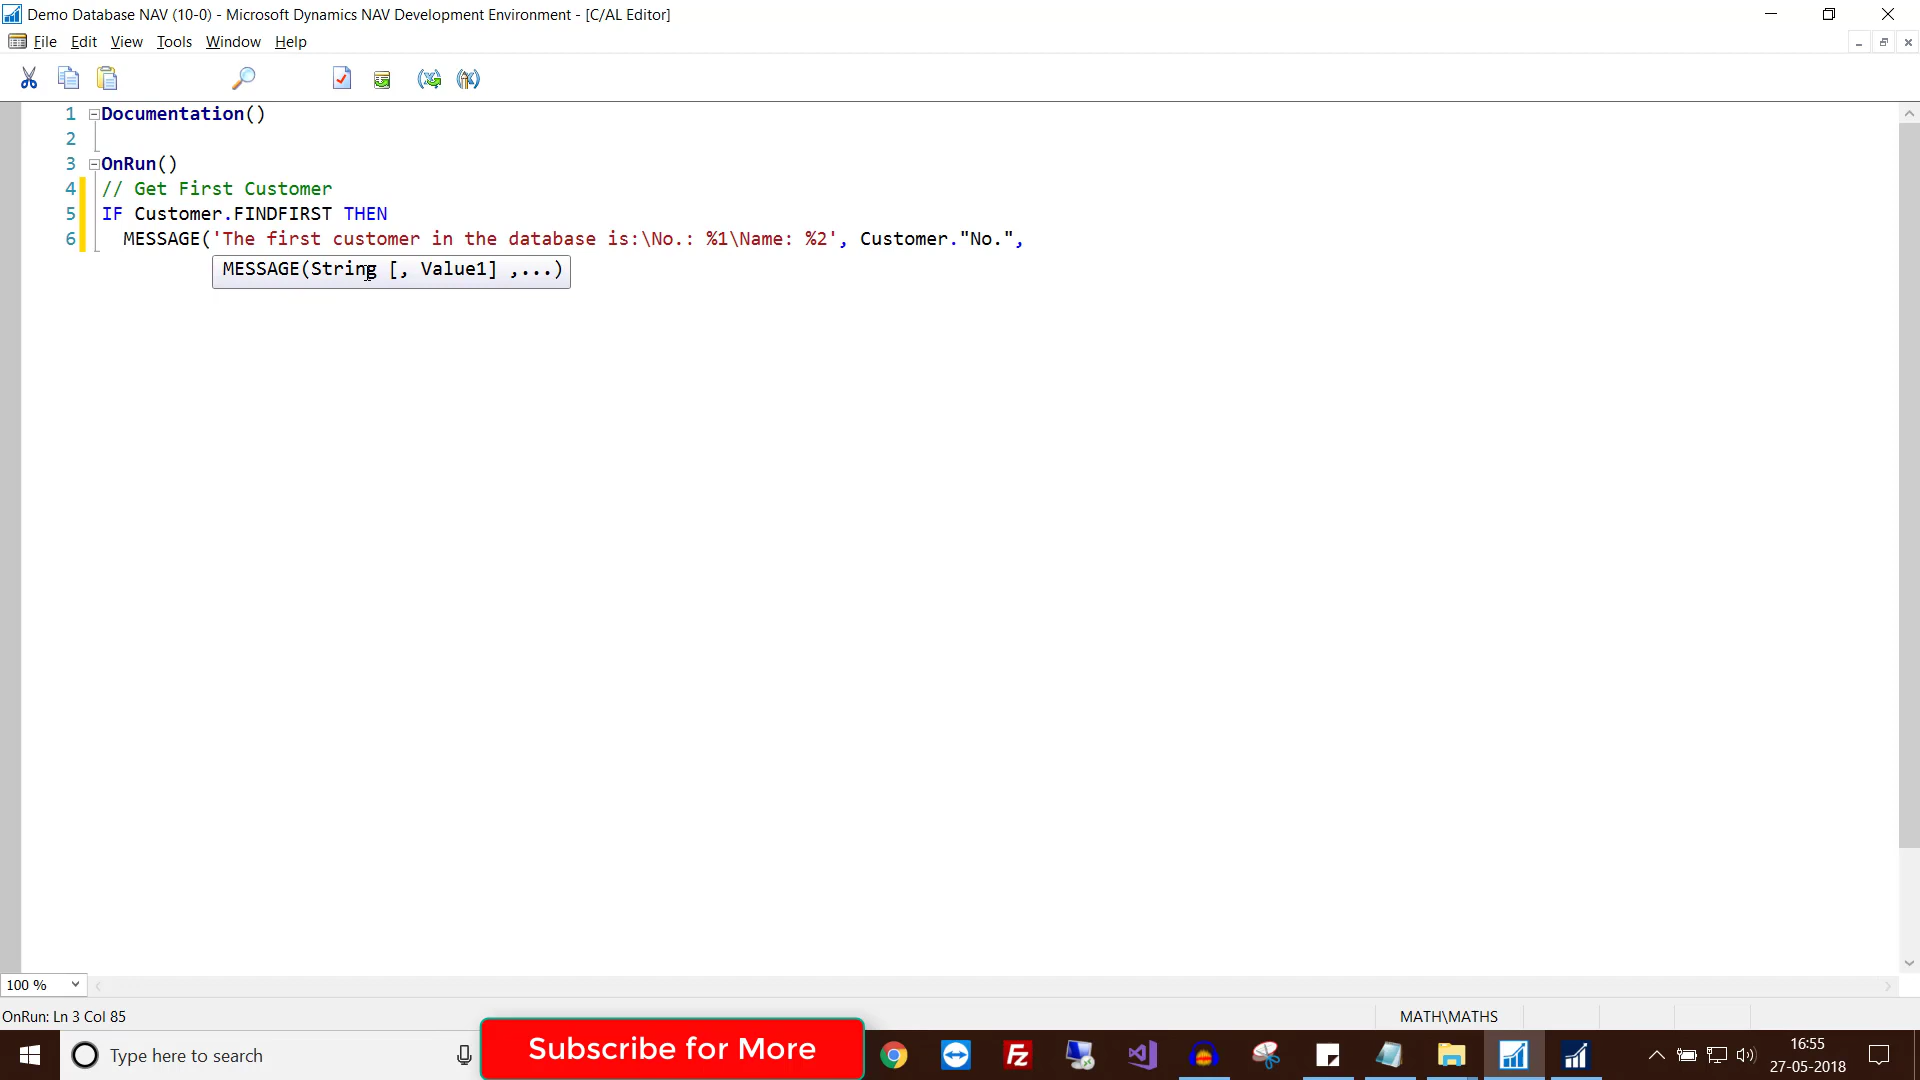 Demo Database NAV (10-0) - Microsoft Dynamics NAV Development Environment - [C/AL Editor]
File Edit View Tools Window Help
1 Documentation()
2
3 OnRun()
4 // Get First Customer
5 IF Customer.FINDFIRST THEN
6 MESSAGE('The first customer in the database is:\No.: %1\Name: %2', Customer."No.",
MESSAGE(String [, Value1] ,...)
100 %
OnRun: Ln 3 Col 85
MATH\MATHS
Type here to search
Subscribe for More
Fz
16:55
27-05-2018